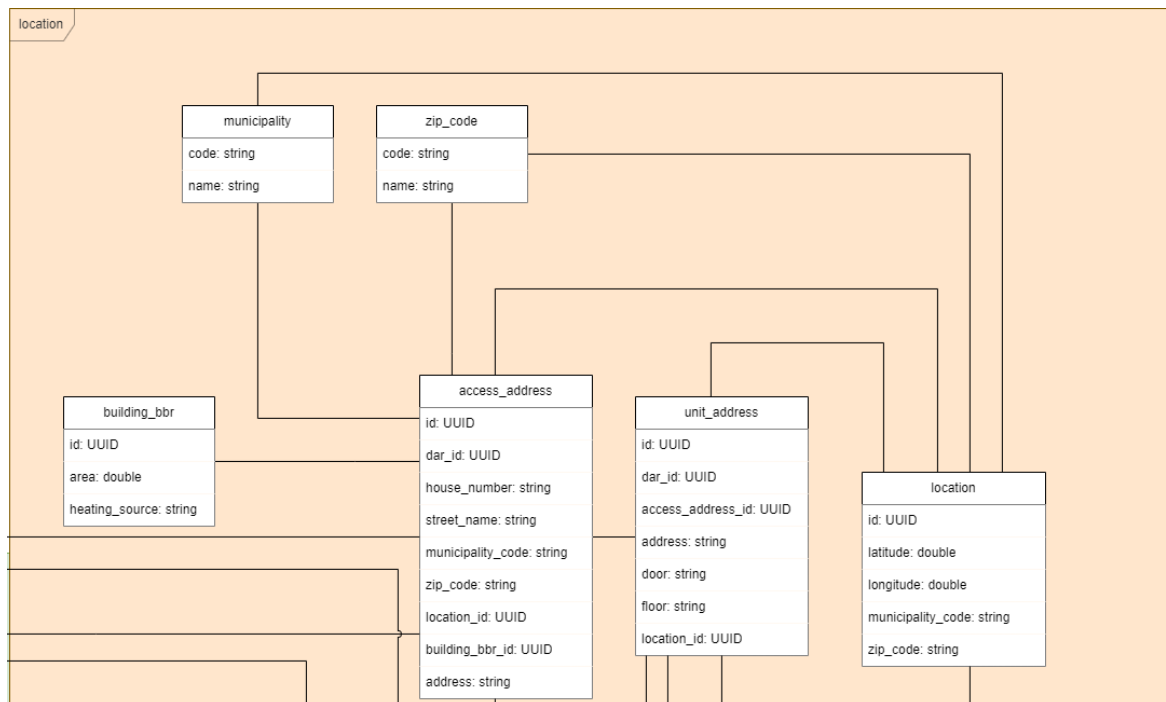 location
municipality
code: string
name: string
zip_code
code: string
name: string
building_bbr
id: UUID
area: double
heating_source: string
access_address
id: UUID
dar_id: UUID
house_number: string
street_name: string
municipality_code: string
zip_code: string
location_id: UUID
building_bbr_id: UUID
address: string
unit_address
id: UUID
dar_id: UUID
access_address_id: UUID
address: string
door: string
floor: string
location_id: UUID
location
id: UUID
latitude: double
longitude: double
municipality_code: string
zip_code: string